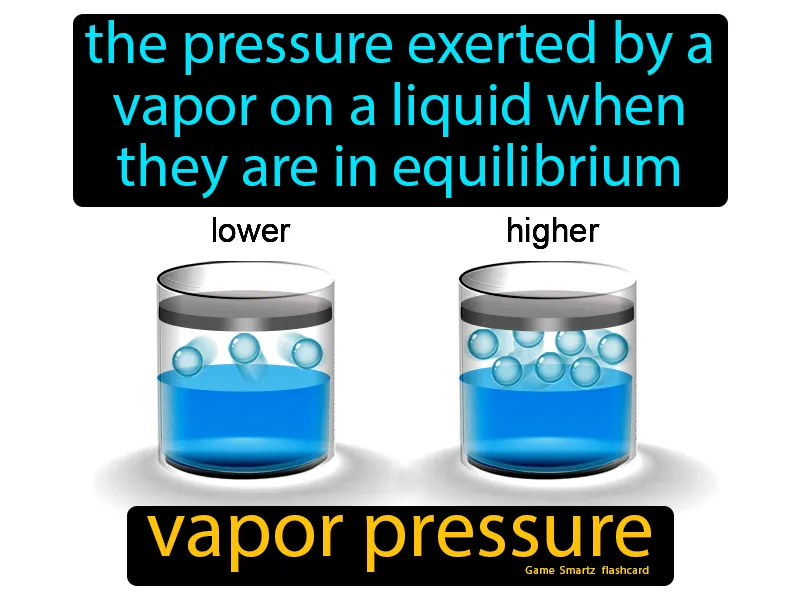 the pressure exerted by a
vapor on a liquid when
they are in equilibrium
lower
higher
vapor pressure
Game Smartz flashcard